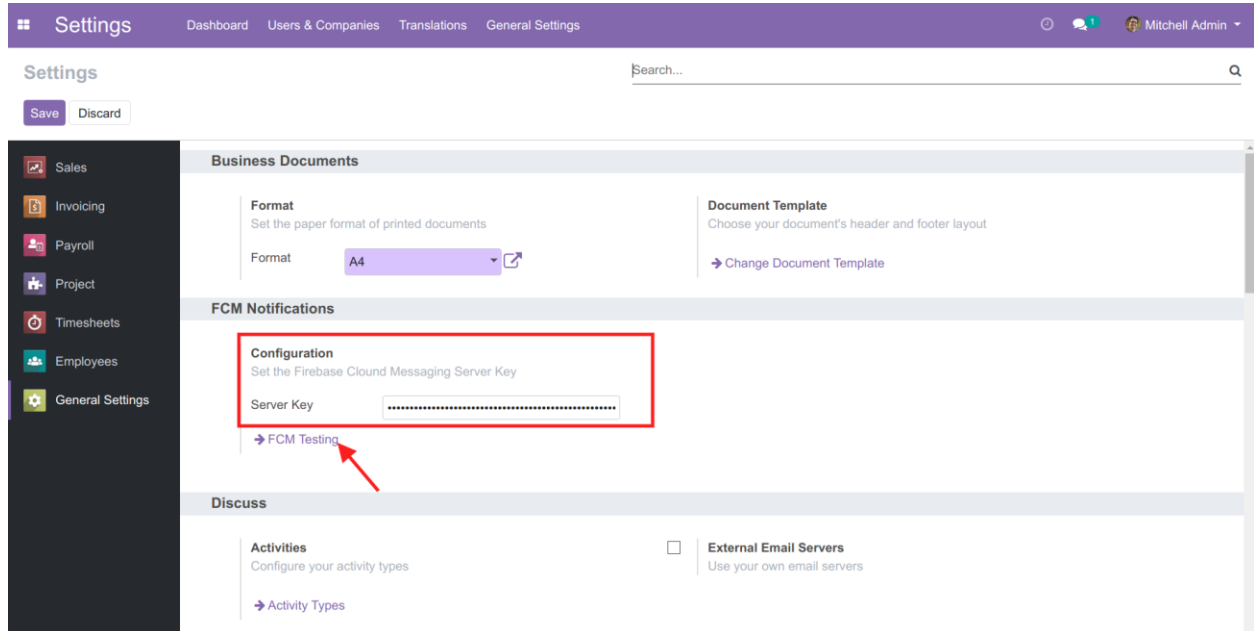 Settings Dashboard Users & Companies Translations General Settings 1 Mitchell Admin
Settings
Search...
Save Discard
Sales
Invoicing
Payroll
Project
Timesheets
Employees
General Settings
Business Documents
Format
Set the paper format of printed documents
Format A4
Document Template
Choose your document's header and footer layout
Change Document Template
FCM Notifications
Configuration
Set the Firebase Clound Messaging Server Key
Server Key
FCM Testing
Discuss
Activities
Configure your activity types
Activity Types
External Email Servers
Use your own email servers